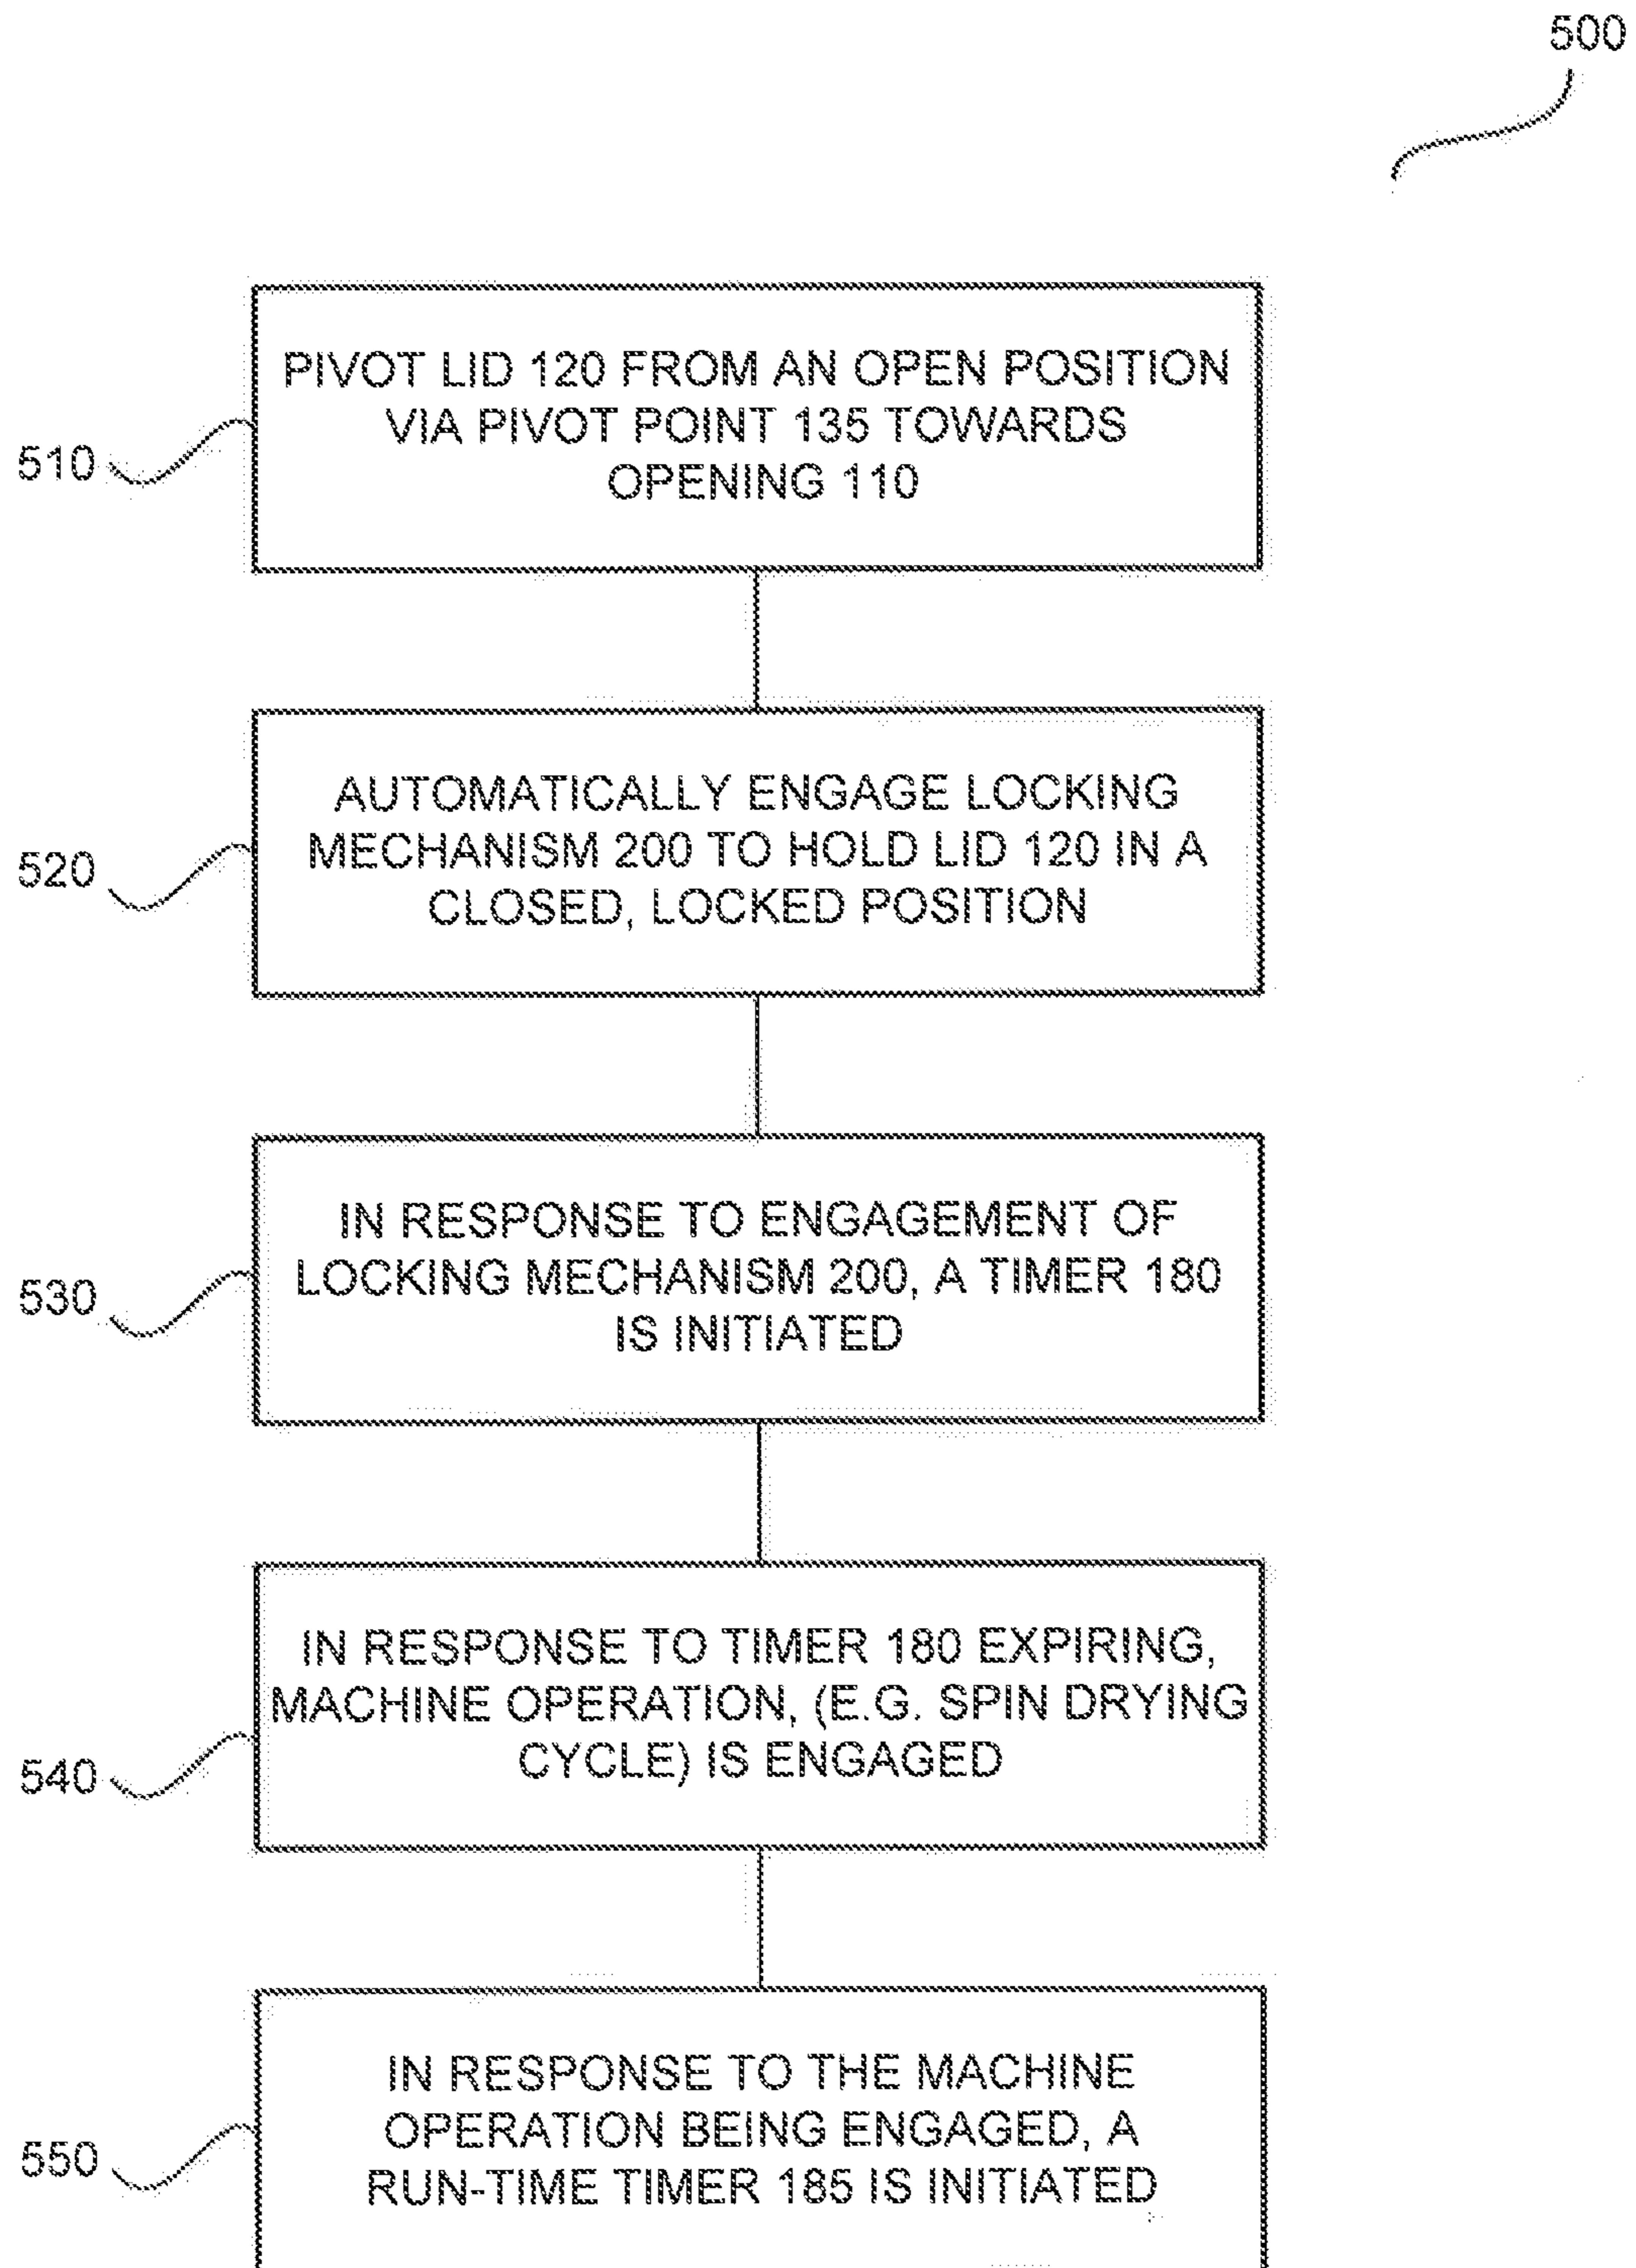 500
PIVOT LID 120 FROM AN OPEN POSITION
VIA PIVOT POINT 135 TOWARDS
OPENING 110
510
AUTOMATICALLY ENGAGE LOCKING
MECHANISM 200 TO HOLD LID 120 IN A
CLOSED, LOCKED POSITION
520
IN RESPONSE TO ENGAGEMENT OF
LOCKING MECHANISM 200, A TIMER 180
IS INITIATED
530
IN RESPONSE TO TIMER 180 EXPIRING,
MACHINE OPERATION, (E.G. SPIN DRYING
CYCLE) IS ENGAGED
540
IN RESPONSE TO THE MACHINE
OPERATION BEING ENGAGED, A
RUN-TIME TIMER 185 IS INITIATED
550